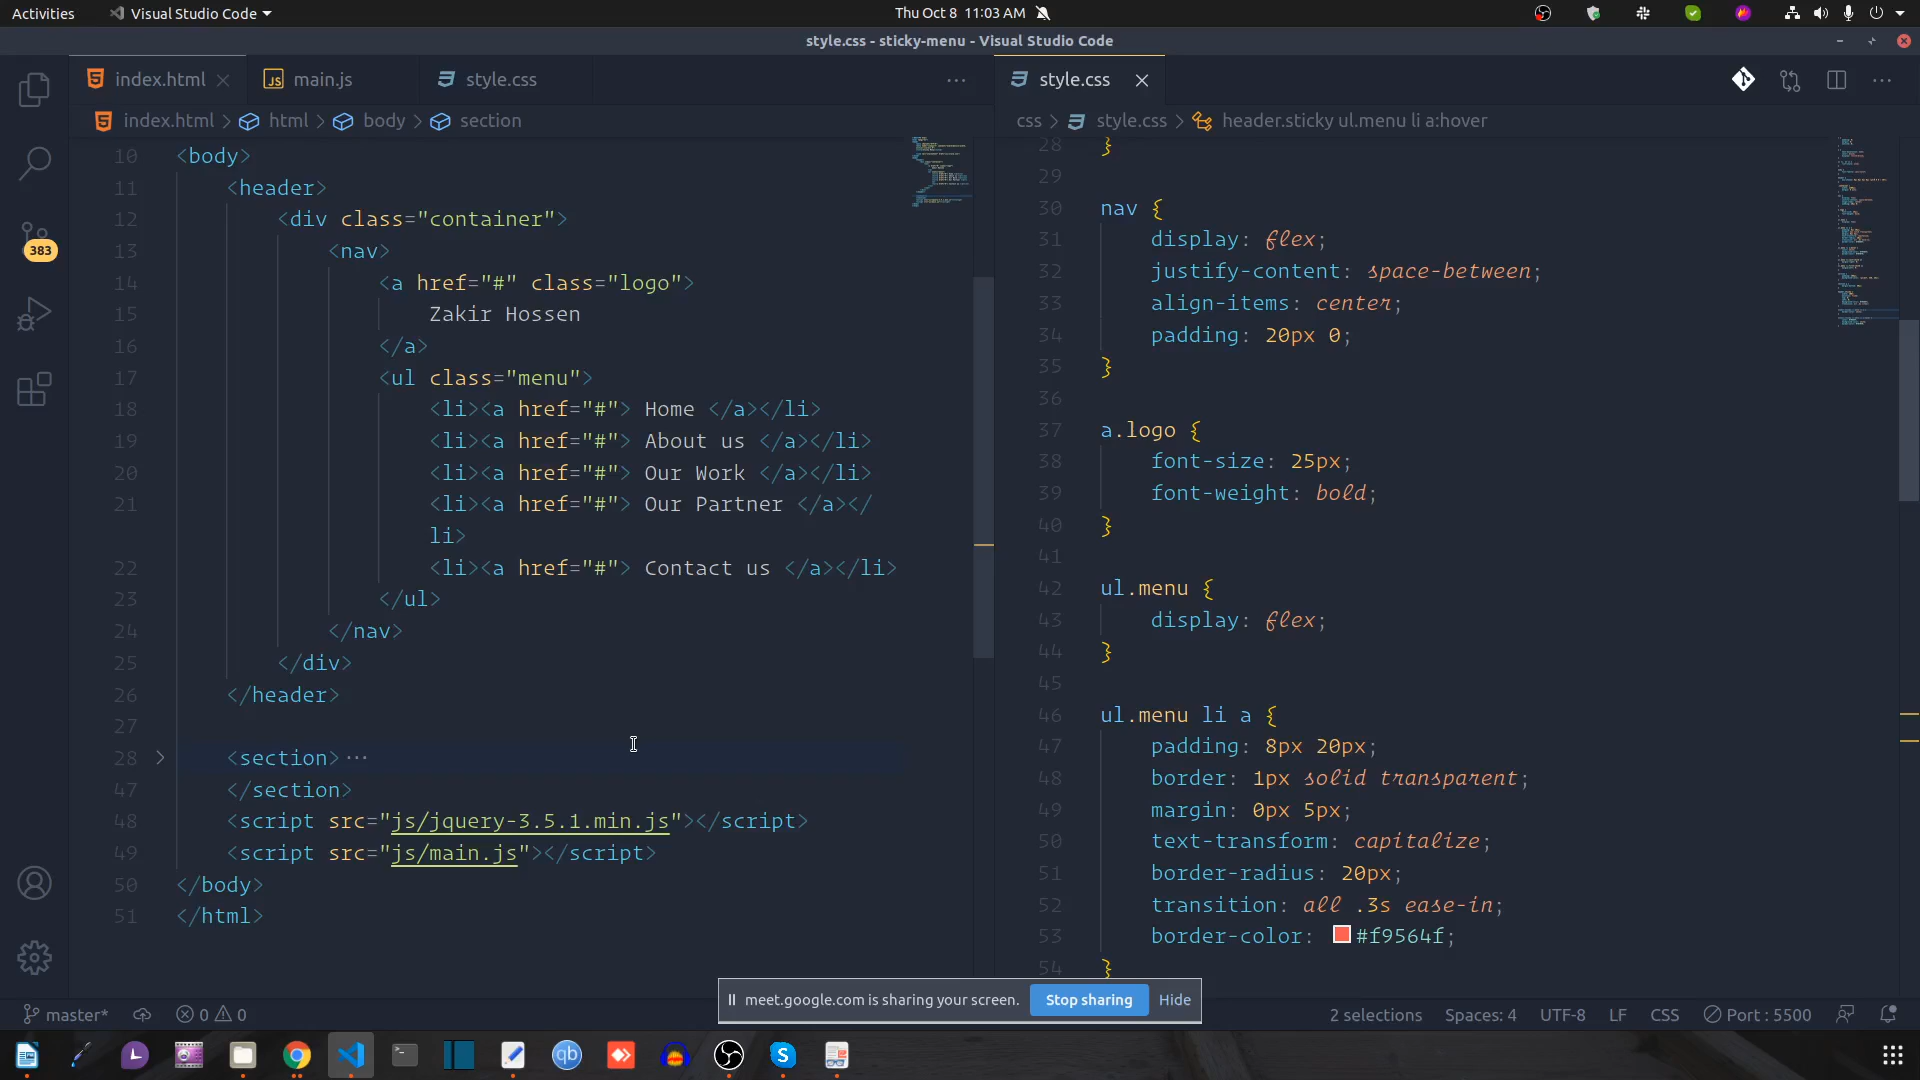 Activities
Visual Studio Code
Thu Oct 8 11:03 AM
style.css - sticky-menu - Visual Studio Code
index.html
main.js
style.css
index.html > html > body > section
10 <body>
11 <header>
12 <div class="container">
13 <nav>
14 <a href="#" class="logo">
15 Zakir Hossen
16 </a>
17 <ul class="menu">
18 <li><a href="#"> Home </a></li>
19 <li><a href="#"> About us </a></li>
20 <li><a href="#"> Our Work </a></li>
21 <li><a href="#"> Our Partner </a></
li>
22 <li><a href="#"> Contact us </a></li>
23 </ul>
24 </nav>
25 </div>
26 </header>
27
28 <section>···
47 </section>
48 <script src="js/jquery-3.5.1.min.js"></script>
49 <script src="js/main.js"></script>
50 </body>
51 </html>
style.css
css > style.css > header.sticky ul.menu li a:hover
28 }
29
30 nav {
31 display: flex;
32 justify-content: space-between;
33 align-items: center;
34 padding: 20px 0;
35 }
36
37 a.logo {
38 font-size: 25px;
39 font-weight: bold;
40 }
41
42 ul.menu {
43 display: flex;
44 }
45
46 ul.menu li a {
47 padding: 8px 20px;
48 border: 1px solid transparent;
49 margin: 0px 5px;
50 text-transform: capitalize;
51 border-radius: 20px;
52 transition: all .3s ease-in;
53 border-color: #f9564f;
54 }
383
meet.google.com is sharing your screen.
Stop sharing
Hide
master*
0 0
2 selections
Spaces: 4
UTF-8
LF
CSS
Port : 5500
qb
S